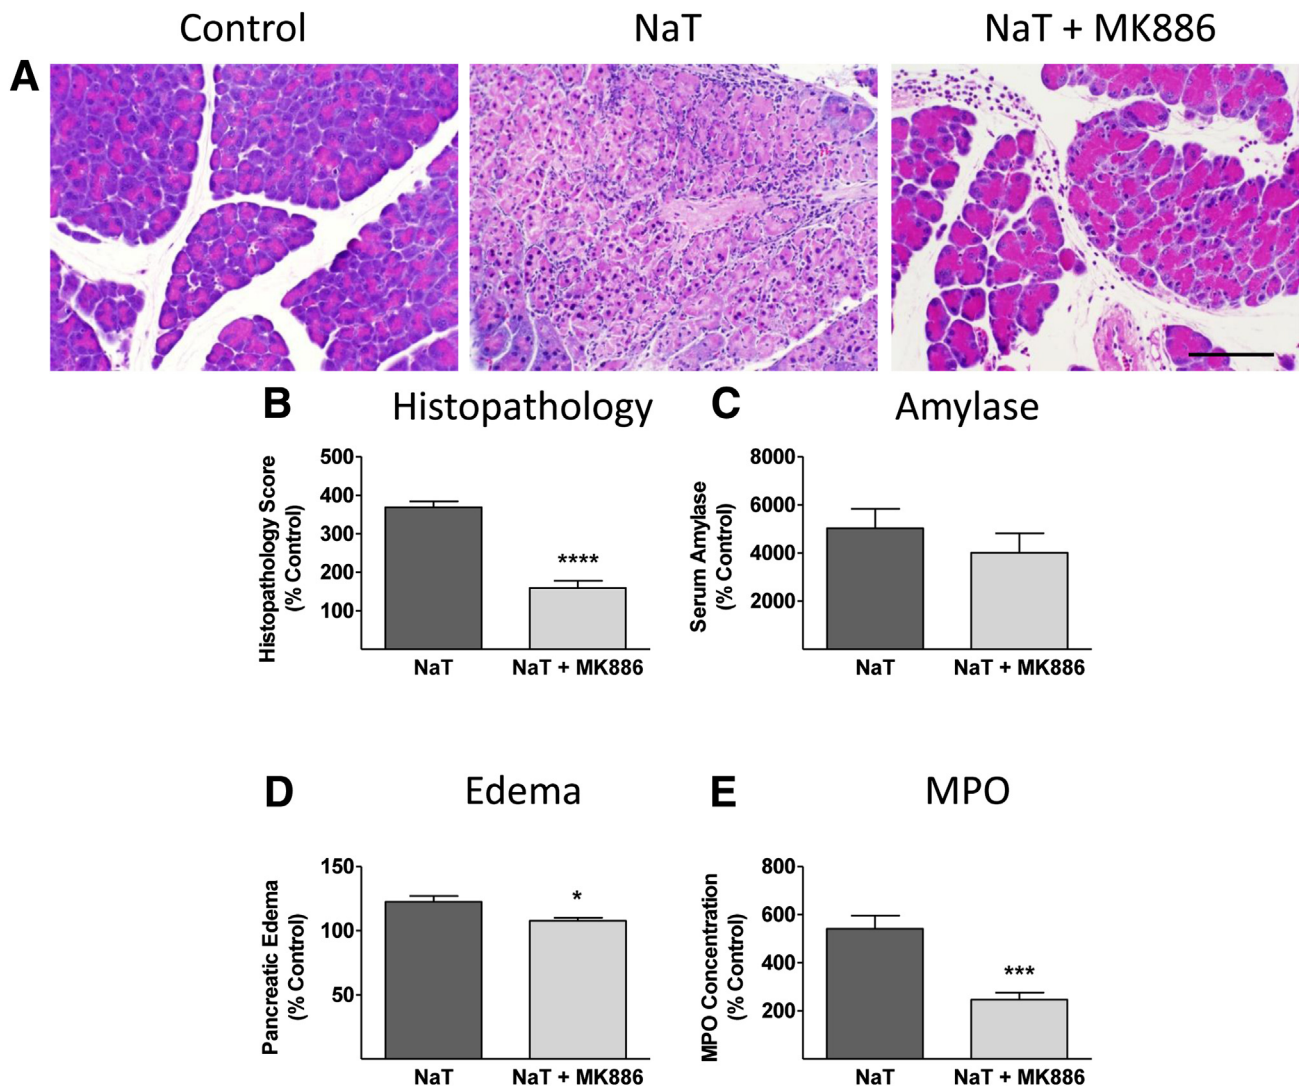 Control NaT NaT + MK886
A
B Histopathology
Histopathology Score
(% Control)
500
400
300
200
100
****
NaT NaT + MK886
C Amylase
Serum Amylase
(% Control)
8000
6000
4000
2000
NaT NaT + MK886
D Edema
Pancreatic Edema
(% Control)
150
100
50
*
NaT NaT + MK886
E MPO
MPO Concentration
(% Control)
800
600
400
200
***
NaT NaT + MK886